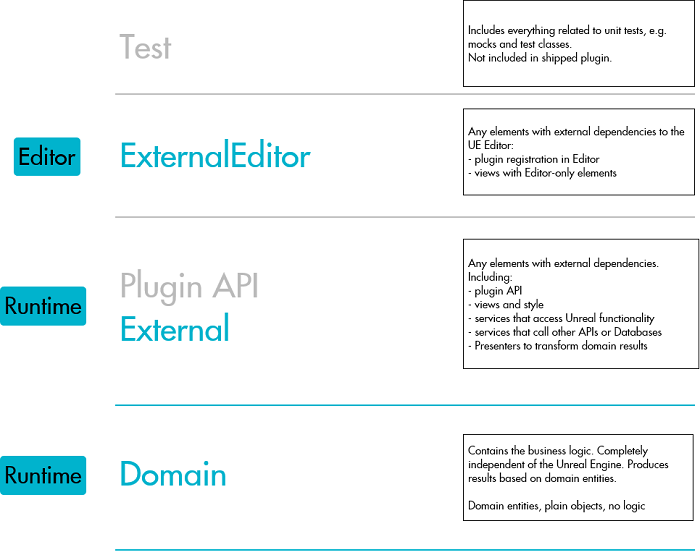 Test
Includes everything related to unit tests, e.g.
mocks and test classes.
Not included in shipped plugin.
Editor
ExternalEditor
Any elements with external dependencies to the
UE Editor:
- plugin registration in Editor
- views with Editor-only elements
Runtime
Plugin API
External
Any elements with external dependencies.
Including:
- plugin API
- views and style
- services that access Unreal functionality
- services that call other APIs or Databases
- Presenters to transform domain results
Runtime
Domain
Contains the business logic. Completely
independent of the Unreal Engine. Produces
results based on domain entities.
Domain entities, plain objects, no logic